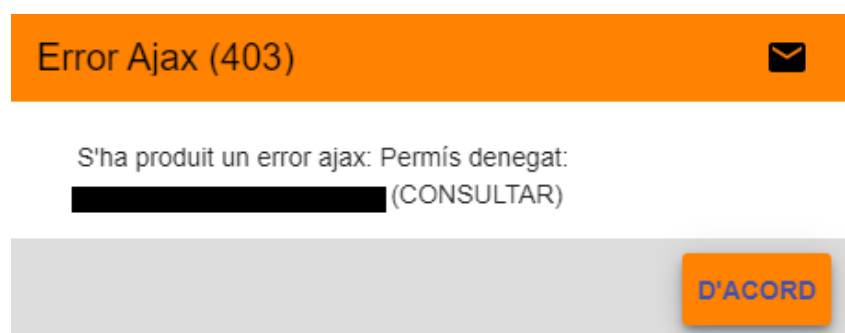 Error Ajax (403)
S'ha produit un error ajax: Permís denegat:
(CONSULTAR)
D'ACORD